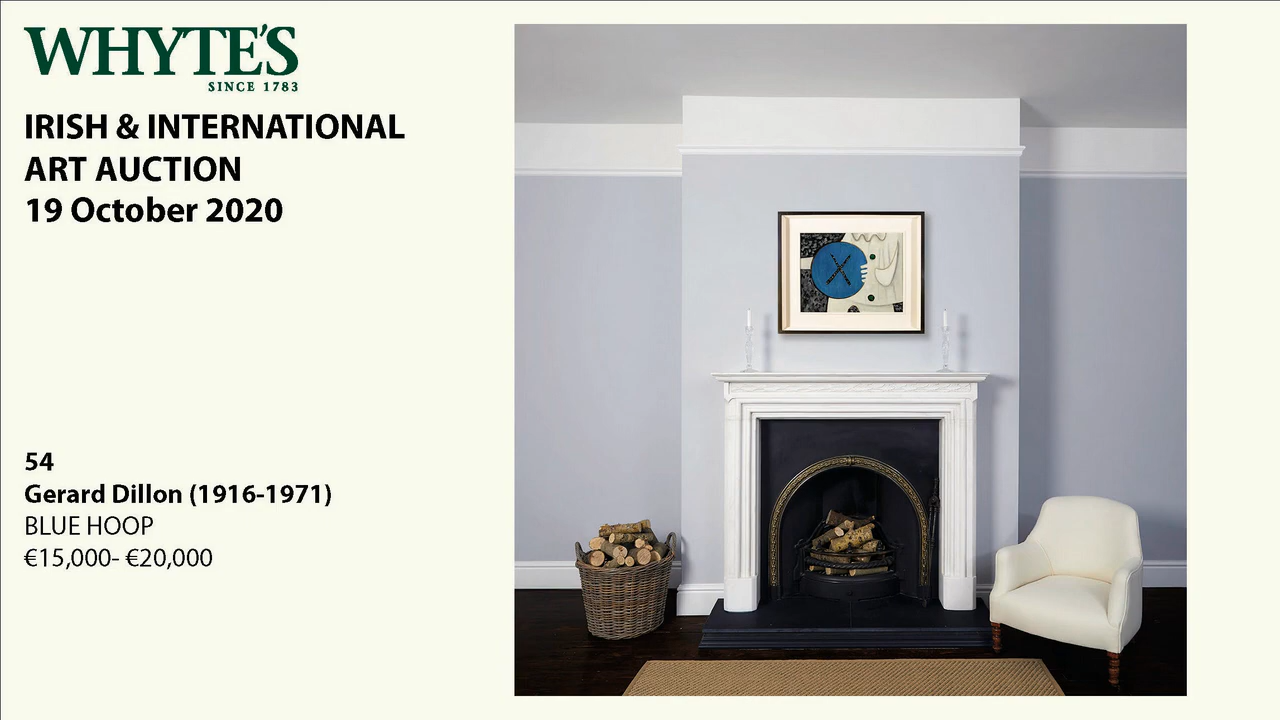 WHYTE'S
SINCE 1783
IRISH & INTERNATIONAL
ART AUCTION
19 October 2020
54
Gerard Dillon (1916-1971)
BLUE HOOP
€15,000- €20,000